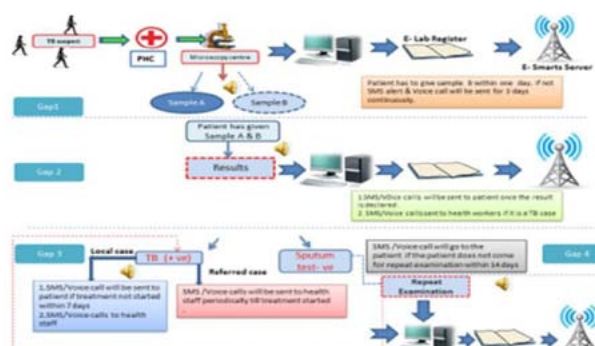 TB suspect
PHC
Microscopy centre
E- Lab Register
E- Smarts Server
Sample A
Sample B
Patient has to give sample B within one day, if not
SMS alert & Voice call will be sent for 3 days
continuously.
Gap1
Patient has given
Sample A & B
Gap 2
Results
1.SMS/VOice calls will be sent to patient once the result
is declared.
2. SMS/Voice calls sent to health workers if it is a TB case
Gap 3
Local case
TB (+ ve)
Referred case
1.SMS/Voice call will be sent to
patient if treatment not started
within 7 days
2.SMS/Voice calls to health
staff
SMS /Voice calls will be sent to health
staff periodically till treatment started
.
Sputum
test- ve
SMS /Voice call will go to the
patient if the patient does not come
for repeat examination within 14 days
Gap 4
Repeat
Examination